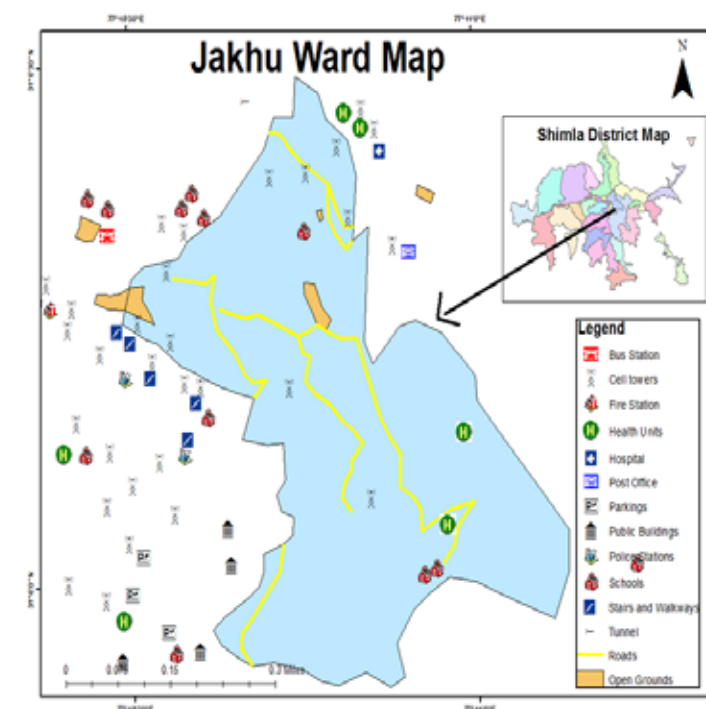 Jakhu Ward Map
N
Shimla District Map
Legend
Bus Station
Cell towers
Fire Station
Health Units
Hospital
Post Office
Parkings
Public Buildings
Police Stations
Schools
Stairs and Walkways
Tunnel
Roads
Open Grounds
0
0.15